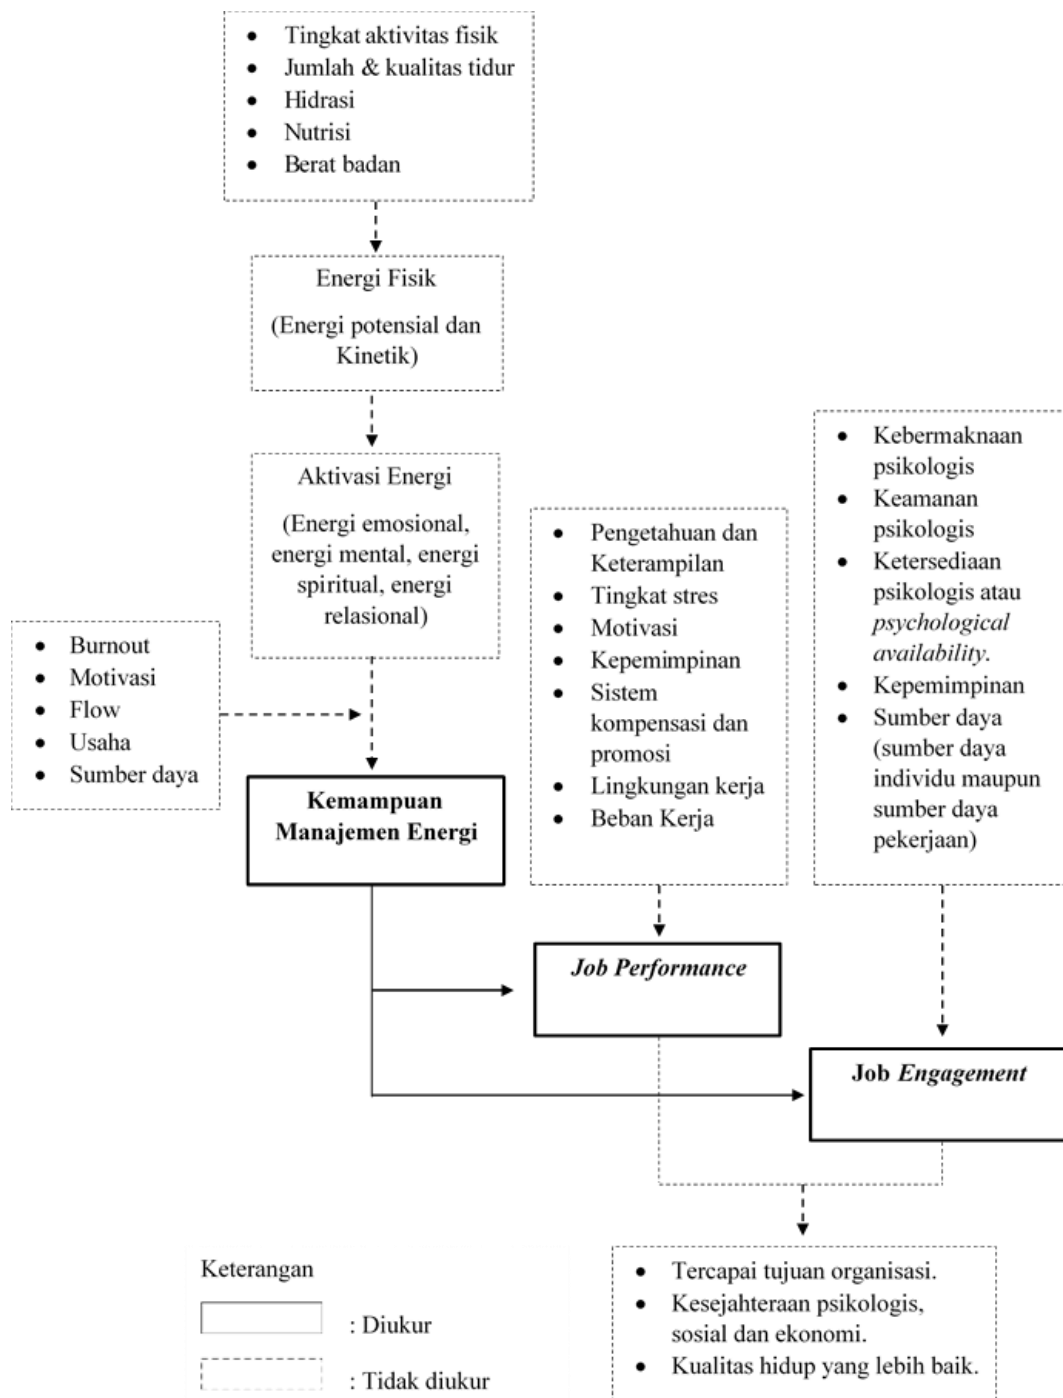 • Tingkat aktivitas fisik
• Jumlah & kualitas tidur
• Hidrasi
• Nutrisi
• Berat badan
Energi Fisik
(Energi potensial dan
Kinetik)
Aktivasi Energi
(Energi emosional,
energi mental, energi
spiritual, energi
relasional)
• Burnout
• Motivasi
• Flow
• Usaha
• Sumber daya
Kemampuan
Manajemen Energi
• Pengetahuan dan
Keterampilan
• Tingkat stres
• Motivasi
• Kepemimpinan
• Sistem
kompensasi dan
promosi
• Lingkungan kerja
• Beban Kerja
• Kebermaknaan
psikologis
• Keamanan
psikologis
• Ketersediaan
psikologis atau
psychological
availability.
• Kepemimpinan
• Sumber daya
(sumber daya
individu maupun
sumber daya
pekerjaan)
Job Performance
Job Engagement
• Tercapai tujuan organisasi.
• Kesejahteraan psikologis,
sosial dan ekonomi.
• Kualitas hidup yang lebih baik.
Keterangan
: Diukur
: Tidak diukur